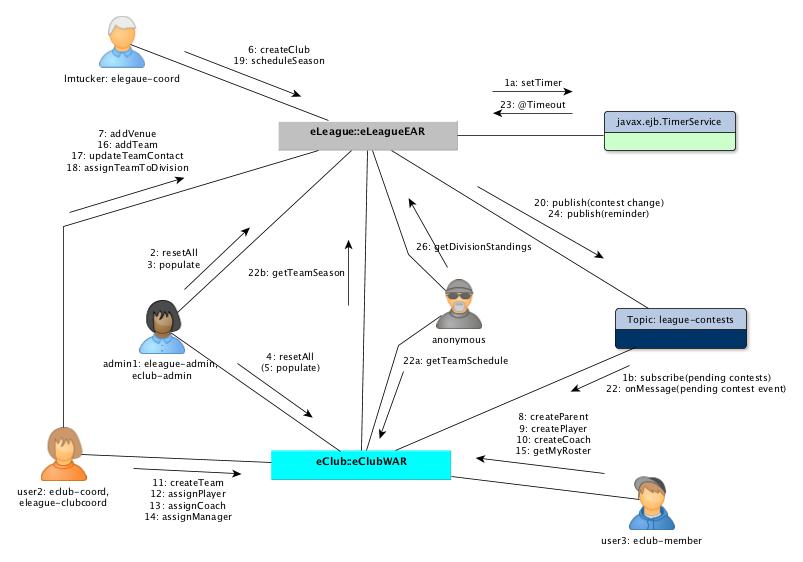 6: createClub
19: scheduleSeason
lmtucker: elegaue-coord
1a: setTimer
23: @Timeout
javax.ejb.TimerService
eLeague::eLeagueEAR
7: addVenue
16: addTeam
17: updateTeamContact
18: assignTeamToDivision
20: publish(contest change)
24: publish(reminder)
26: getDivisionStandings
2: resetAll
3: populate
22b: getTeamSeason
Topic: league-contests
anonymous
admin1: eleague-admin,
eclub-admin
4: resetAll
(5: populate)
22a: getTeamSchedule
1b: subscribe(pending contests)
22: onMessage(pending contest event)
8: createParent
9: createPlayer
10: createCoach
15: getMyRoster
eClub::eClubWAR
user2: eclub-coord,
eleague-clubcoord
11: createTeam
12: assignPlayer
13: assignCoach
14: assignManager
user3: eclub-member